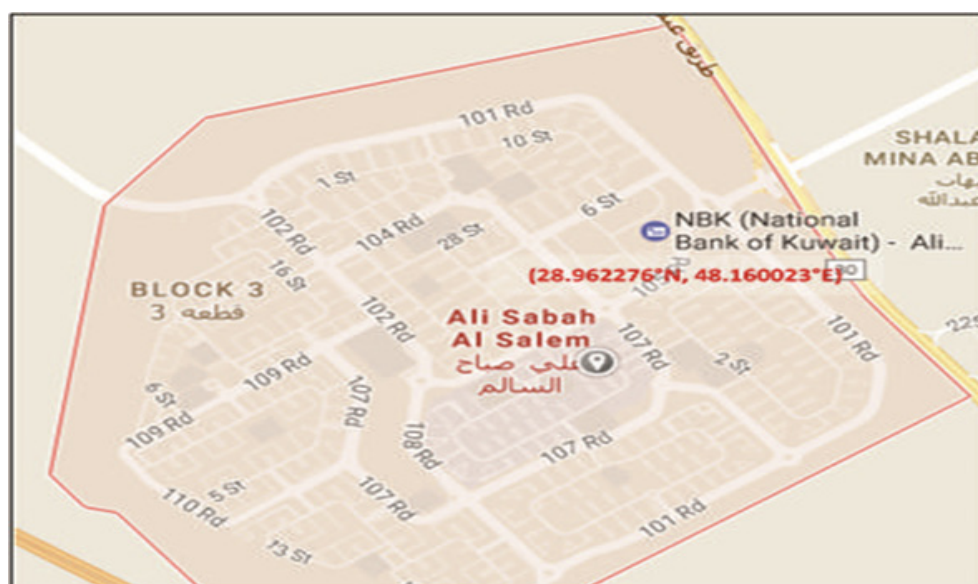 طريق
101 Rd
10 St
SHALA
MINA AB
عبدالله
1 St
6 St
102 Rd
104 Rd
28 St
NBK (National
Bank of Kuwait) - Ali...
16 St
(28.962276°N, 48.160023°E)
BLOCK 3
قطعه 3
102 Rd
Ali Sabah
Al Salem
علي صباح
السالم
107 Rd
101 Rd
2 St
109 Rd
6 St
107 Rd
109 Rd
108 Rd
107 Rd
5 St
110 Rd
107 Rd
101 Rd
13 St